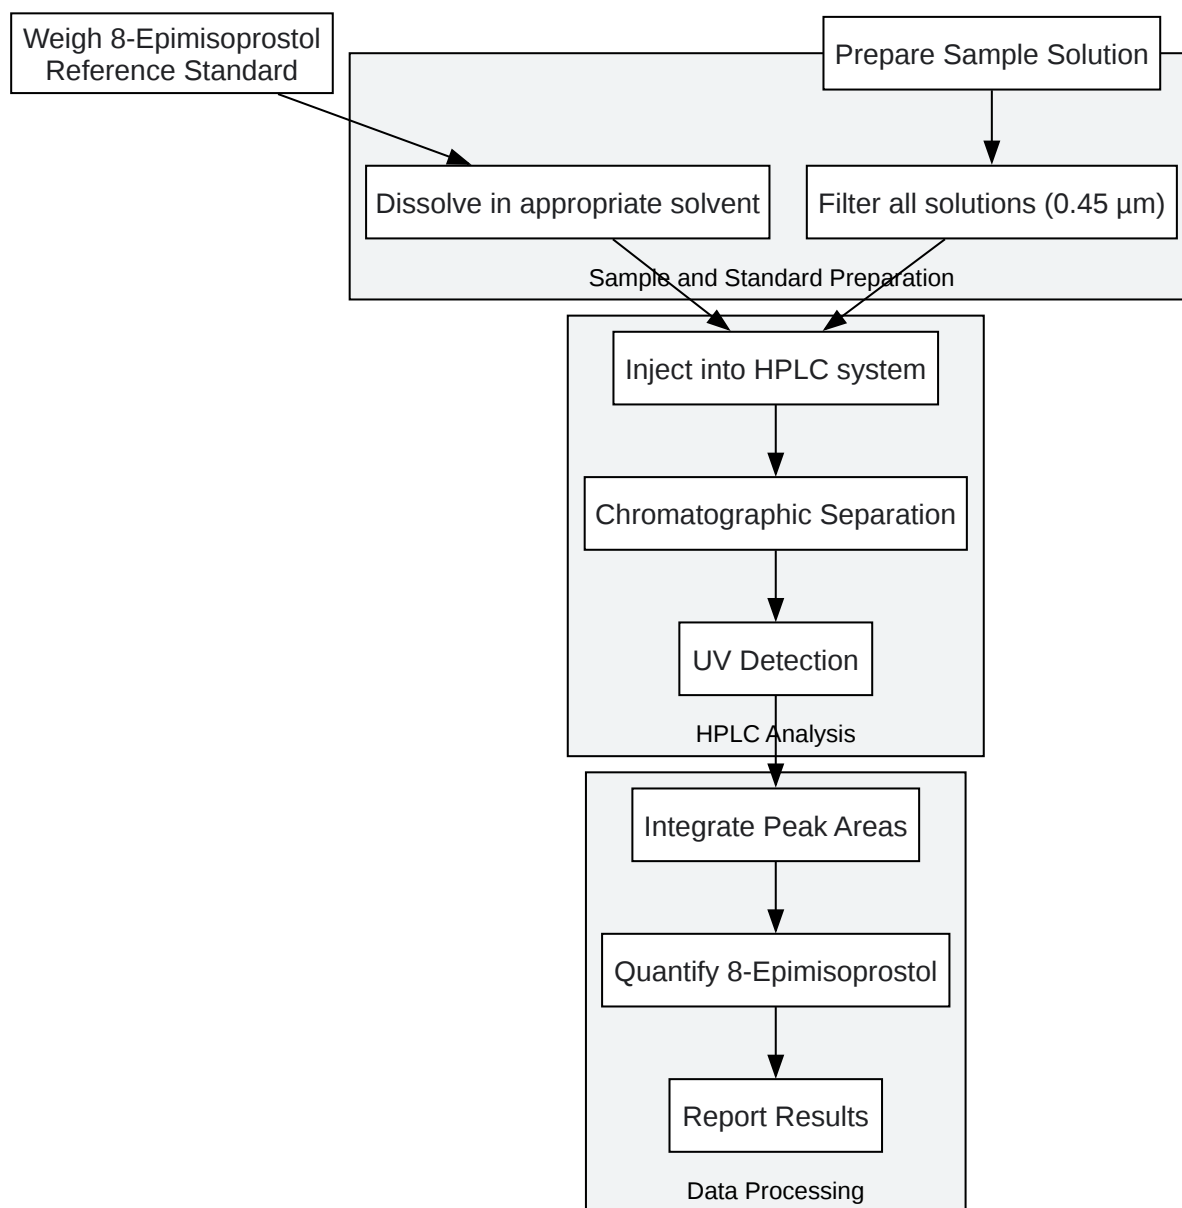 Weigh 8-Epimisoprostol
Reference Standard
Prepare Sample Solution
Dissolve in appropriate solvent
Filter all solutions (0.45 µm)
Sample and Standard Preparation
Inject into HPLC system
Chromatographic Separation
UV Detection
HPLC Analysis
Integrate Peak Areas
Quantify 8-Epimisoprostol
Report Results
Data Processing